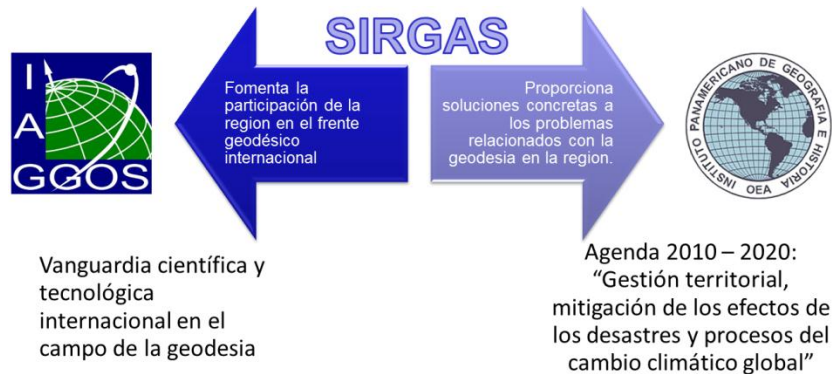 SIRGAS
I
A
GGOS
Fomenta la
participación de la
region en el frente
geodésico
internacional
Proporciona
soluciones concretas a
los problemas
relacionados con la
geodesia en la region.
INSTITUTO PANAMERICANO DE GEOGRAFIA E HISTORIA
OEA
Vanguardia científica y
tecnológica
internacional en el
campo de la geodesia
Agenda 2010 – 2020:
“Gestión territorial,
mitigación de los efectos de
los desastres y procesos del
cambio climático global”